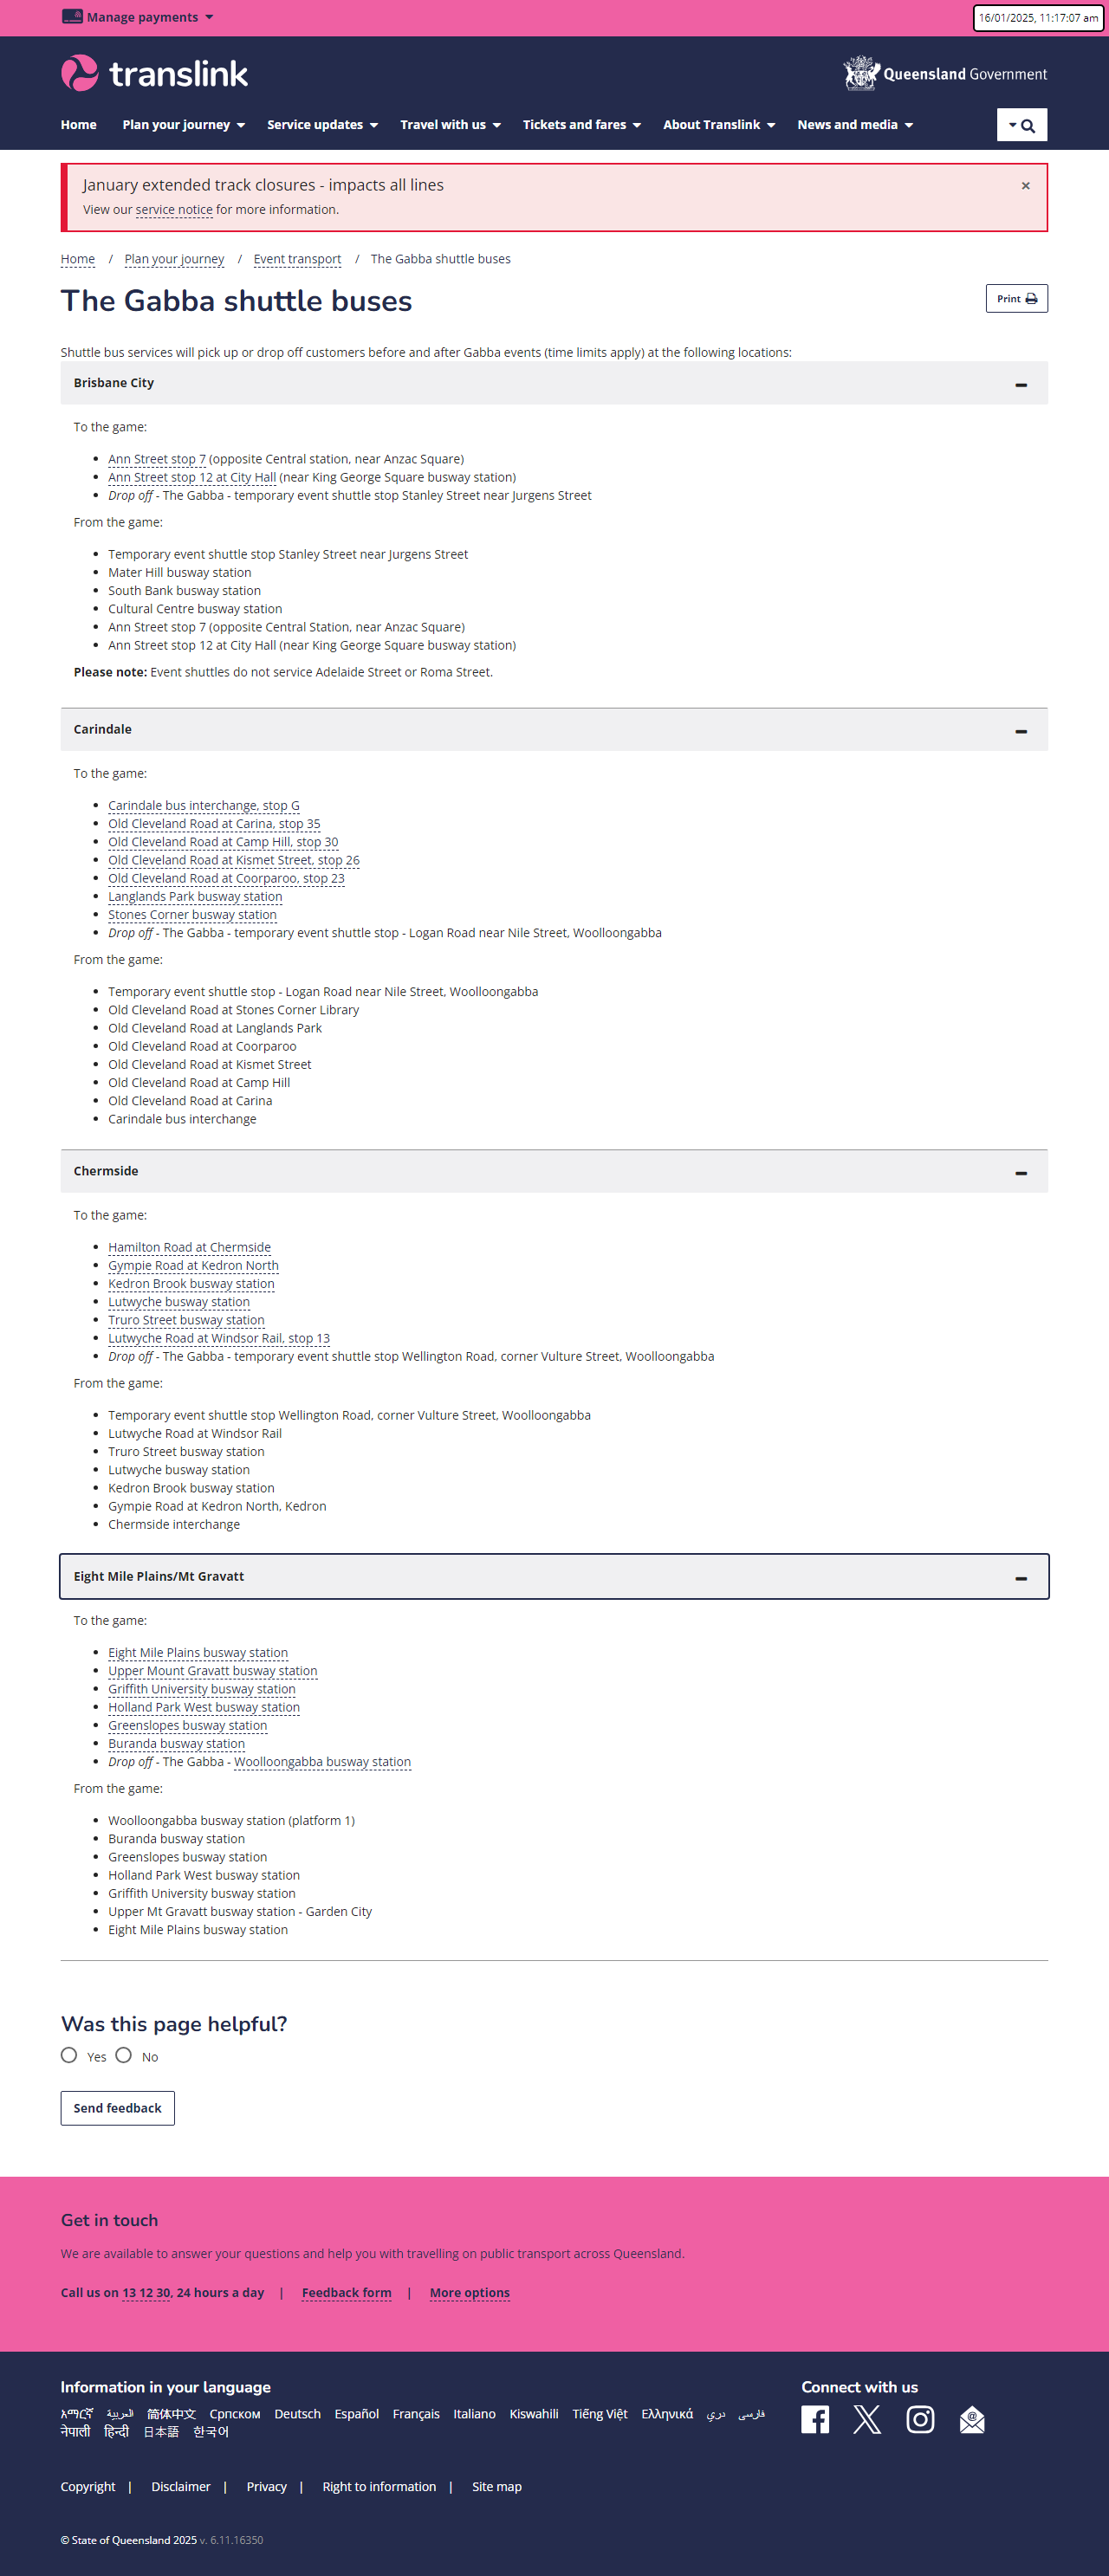 Manage payments
16/01/2025, 11:17:07 am
translink
Queensland Government
Home Plan your journey Service updates Travel with us Tickets and fares About Translink News and media
January extended track closures - impacts all lines
×
View our service notice for more information.
Home / Plan your journey / Event transport / The Gabba shuttle buses
The Gabba shuttle buses
Print
Shuttle bus services will pick up or drop off customers before and after Gabba events (time limits apply) at the following locations:
Brisbane City
To the game:
Ann Street stop 7 (opposite Central station, near Anzac Square)
Ann Street stop 12 at City Hall (near King George Square busway station)
Drop off - The Gabba - temporary event shuttle stop Stanley Street near Jurgens Street
From the game:
Temporary event shuttle stop Stanley Street near Jurgens Street
Mater Hill busway station
South Bank busway station
Cultural Centre busway station
Ann Street stop 7 (opposite Central Station, near Anzac Square)
Ann Street stop 12 at City Hall (near King George Square busway station)
Please note: Event shuttles do not service Adelaide Street or Roma Street.
Carindale
To the game:
Carindale bus interchange, stop G
Old Cleveland Road at Carina, stop 35
Old Cleveland Road at Camp Hill, stop 30
Old Cleveland Road at Kismet Street, stop 26
Old Cleveland Road at Coorparoo, stop 23
Langlands Park busway station
Stones Corner busway station
Drop off - The Gabba - temporary event shuttle stop - Logan Road near Nile Street, Woolloongabba
From the game:
Temporary event shuttle stop - Logan Road near Nile Street, Woolloongabba
Old Cleveland Road at Stones Corner Library
Old Cleveland Road at Langlands Park
Old Cleveland Road at Coorparoo
Old Cleveland Road at Kismet Street
Old Cleveland Road at Camp Hill
Old Cleveland Road at Carina
Carindale bus interchange
Chermside
To the game:
Hamilton Road at Chermside
Gympie Road at Kedron North
Kedron Brook busway station
Lutwyche busway station
Truro Street busway station
Lutwyche Road at Windsor Rail, stop 13
Drop off - The Gabba - temporary event shuttle stop Wellington Road, corner Vulture Street, Woolloongabba
From the game:
Temporary event shuttle stop Wellington Road, corner Vulture Street, Woolloongabba
Lutwyche Road at Windsor Rail
Truro Street busway station
Lutwyche busway station
Kedron Brook busway station
Gympie Road at Kedron North, Kedron
Chermside interchange
Eight Mile Plains/Mt Gravatt
To the game:
Eight Mile Plains busway station
Upper Mount Gravatt busway station
Griffith University busway station
Holland Park West busway station
Greenslopes busway station
Buranda busway station
Drop off - The Gabba - Woolloongabba busway station
From the game:
Woolloongabba busway station (platform 1)
Buranda busway station
Greenslopes busway station
Holland Park West busway station
Griffith University busway station
Upper Mt Gravatt busway station - Garden City
Eight Mile Plains busway station
Was this page helpful?
Yes No
Send feedback
Get in touch
We are available to answer your questions and help you with travelling on public transport across Queensland.
Call us on 13 12 30, 24 hours a day | Feedback form | More options
Information in your language
Connect with us
አማርኛ العربية 简体中文 Српском Deutsch Español Français Italiano Kiswahili Tiếng Việt Ελληνικά دري فارسی
नेपाली हिन्दी 日本語 한국어
Copyright | Disclaimer | Privacy | Right to information | Site map
© State of Queensland 2025 v. 6.11.16350